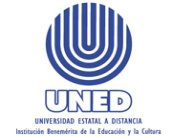 UNED
UNIVERSIDAD ESTATAL A DISTANCIA
Institución Benemérita de la Educación y la Cultura